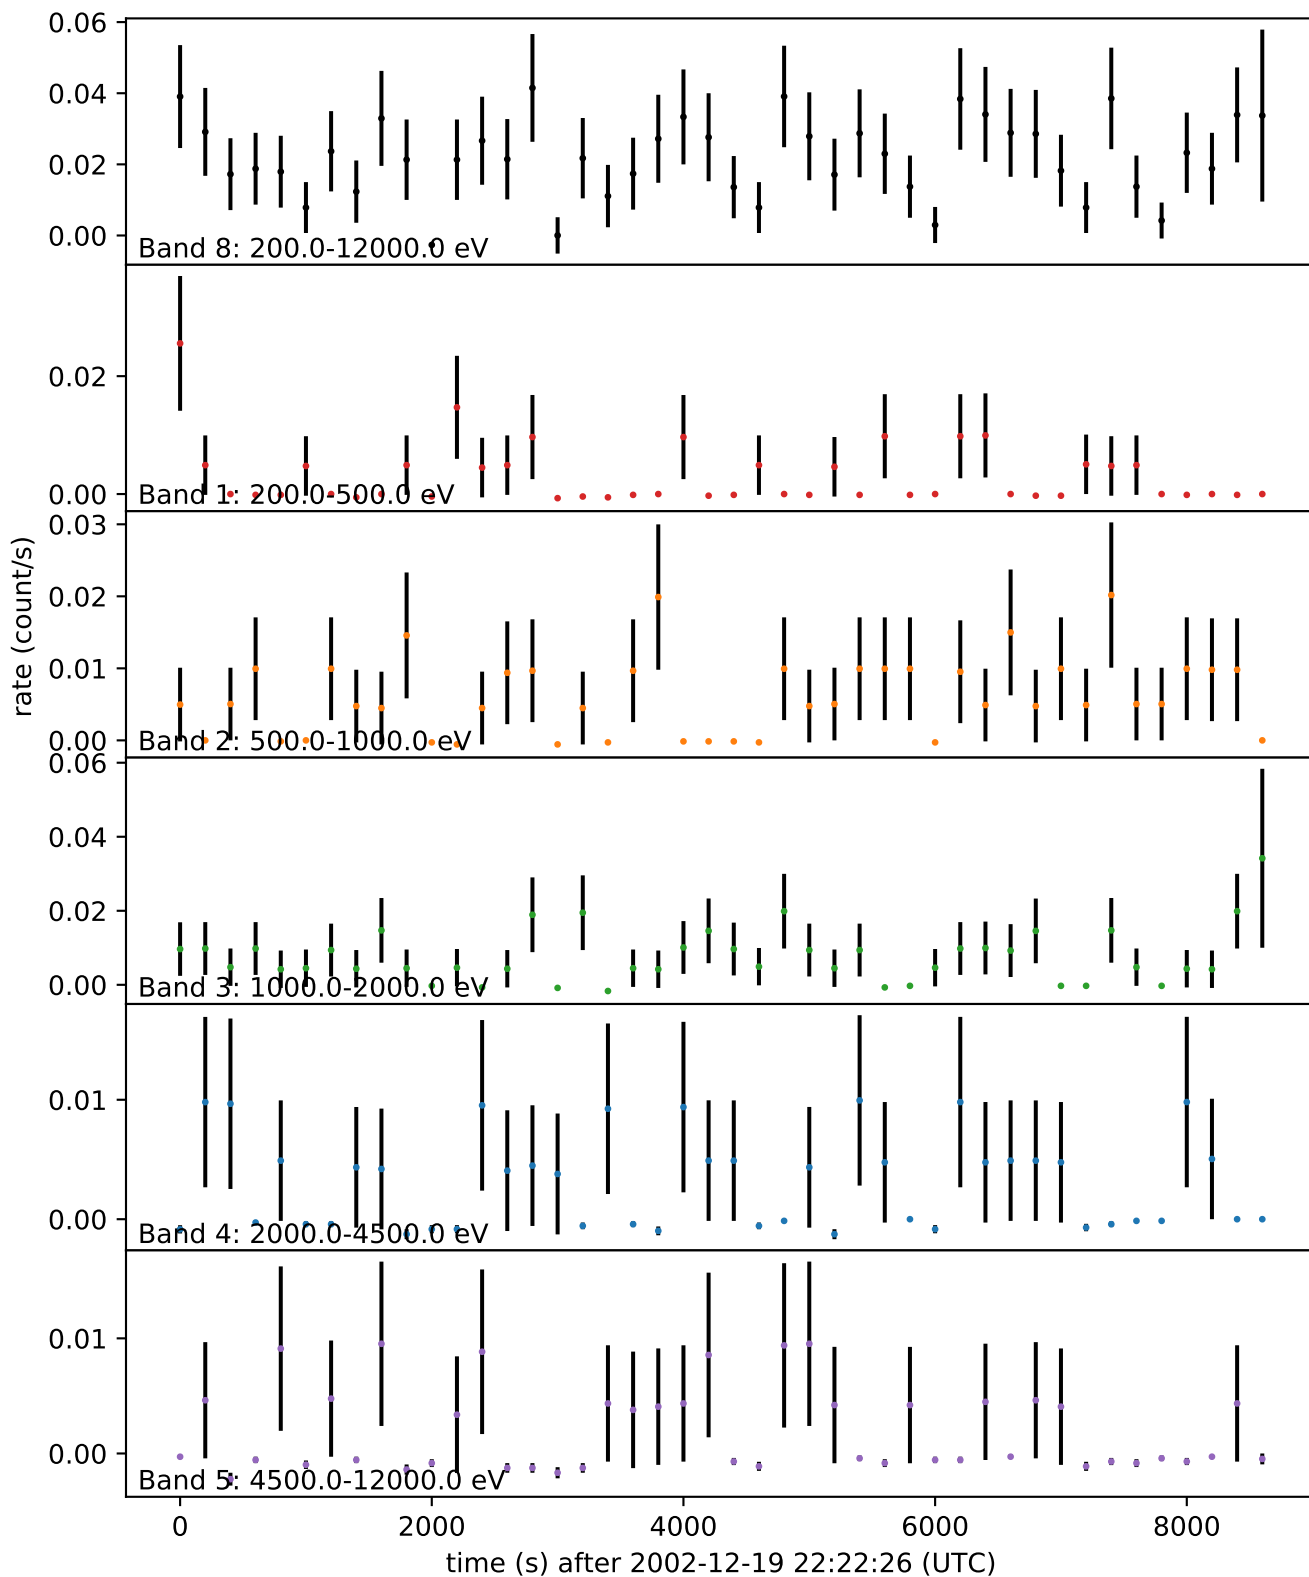 0.06
0.04
0.02
0.00
Band 8: 200.0-12000.0 eV
0.02
0.00
Band 1: 200.0-500.0 eV
0.03
0.02
0.01
0.00
Band 2: 500.0-1000.0 eV
rate (count/s)
0.06
0.04
0.02
0.00
Band 3: 1000.0-2000.0 eV
0.01
0.00
Band 4: 2000.0-4500.0 eV
0.01
0.00
Band 5: 4500.0-12000.0 eV
0 2000 4000 6000 8000
time (s) after 2002-12-19 22:22:26 (UTC)